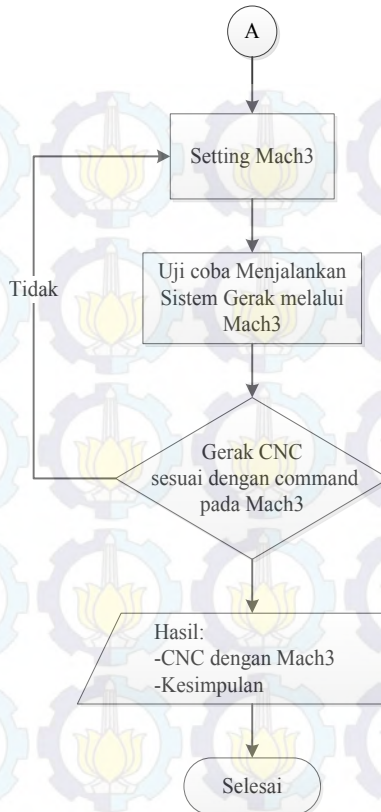 A
Setting Mach3
Uji coba Menjalankan
Sistem Gerak melalui
Mach3
Tidak
Gerak CNC
sesuai dengan command
pada Mach3
Hasil:
-CNC dengan Mach3
-Kesimpulan
Selesai